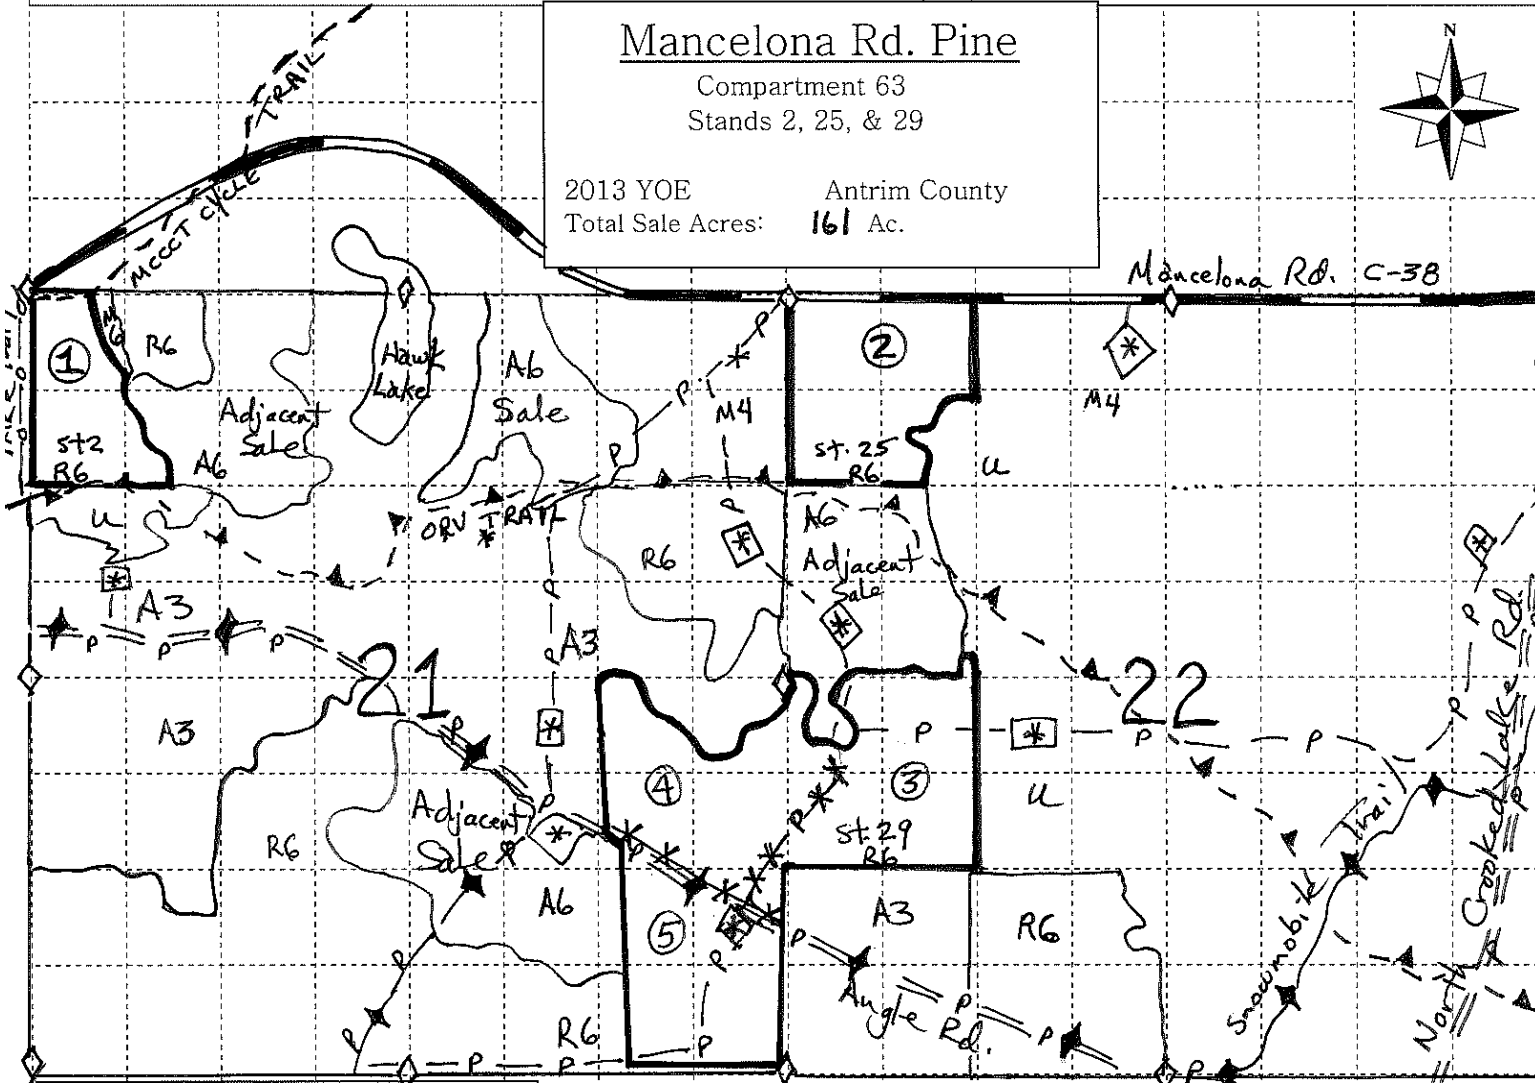 Mancelona Rd. Pine
Compartment 63
Stands 2, 25, & 29
2013 YOE Antrim County
Total Sale Acres: 161 Ac.
N
TRAIL
MCCCT CYCLE
Mancelona Rd. C-38
1
M6
R6
Hawk
Lake
A6
Sale
P
P
M4
2
M4
Adjacent
Sale
st2
R6
A6
st. 25
R6
u
P
u
ORV TRAIL
P
A6
R6
Adjacent
Sale
P
A3
P
P
P
P
A3
P
21
22
A3
P
P
P
P
P
4
3
u
Adjacent
Sale
P
P
P
st. 29
R6
R6
P
A6
5
A3
R6
P
P
P
Angle Rd.
P
P
P
R6
P
P
P
P
P
Snowmobile Trail
North Crooked Lake Rd.
P
P